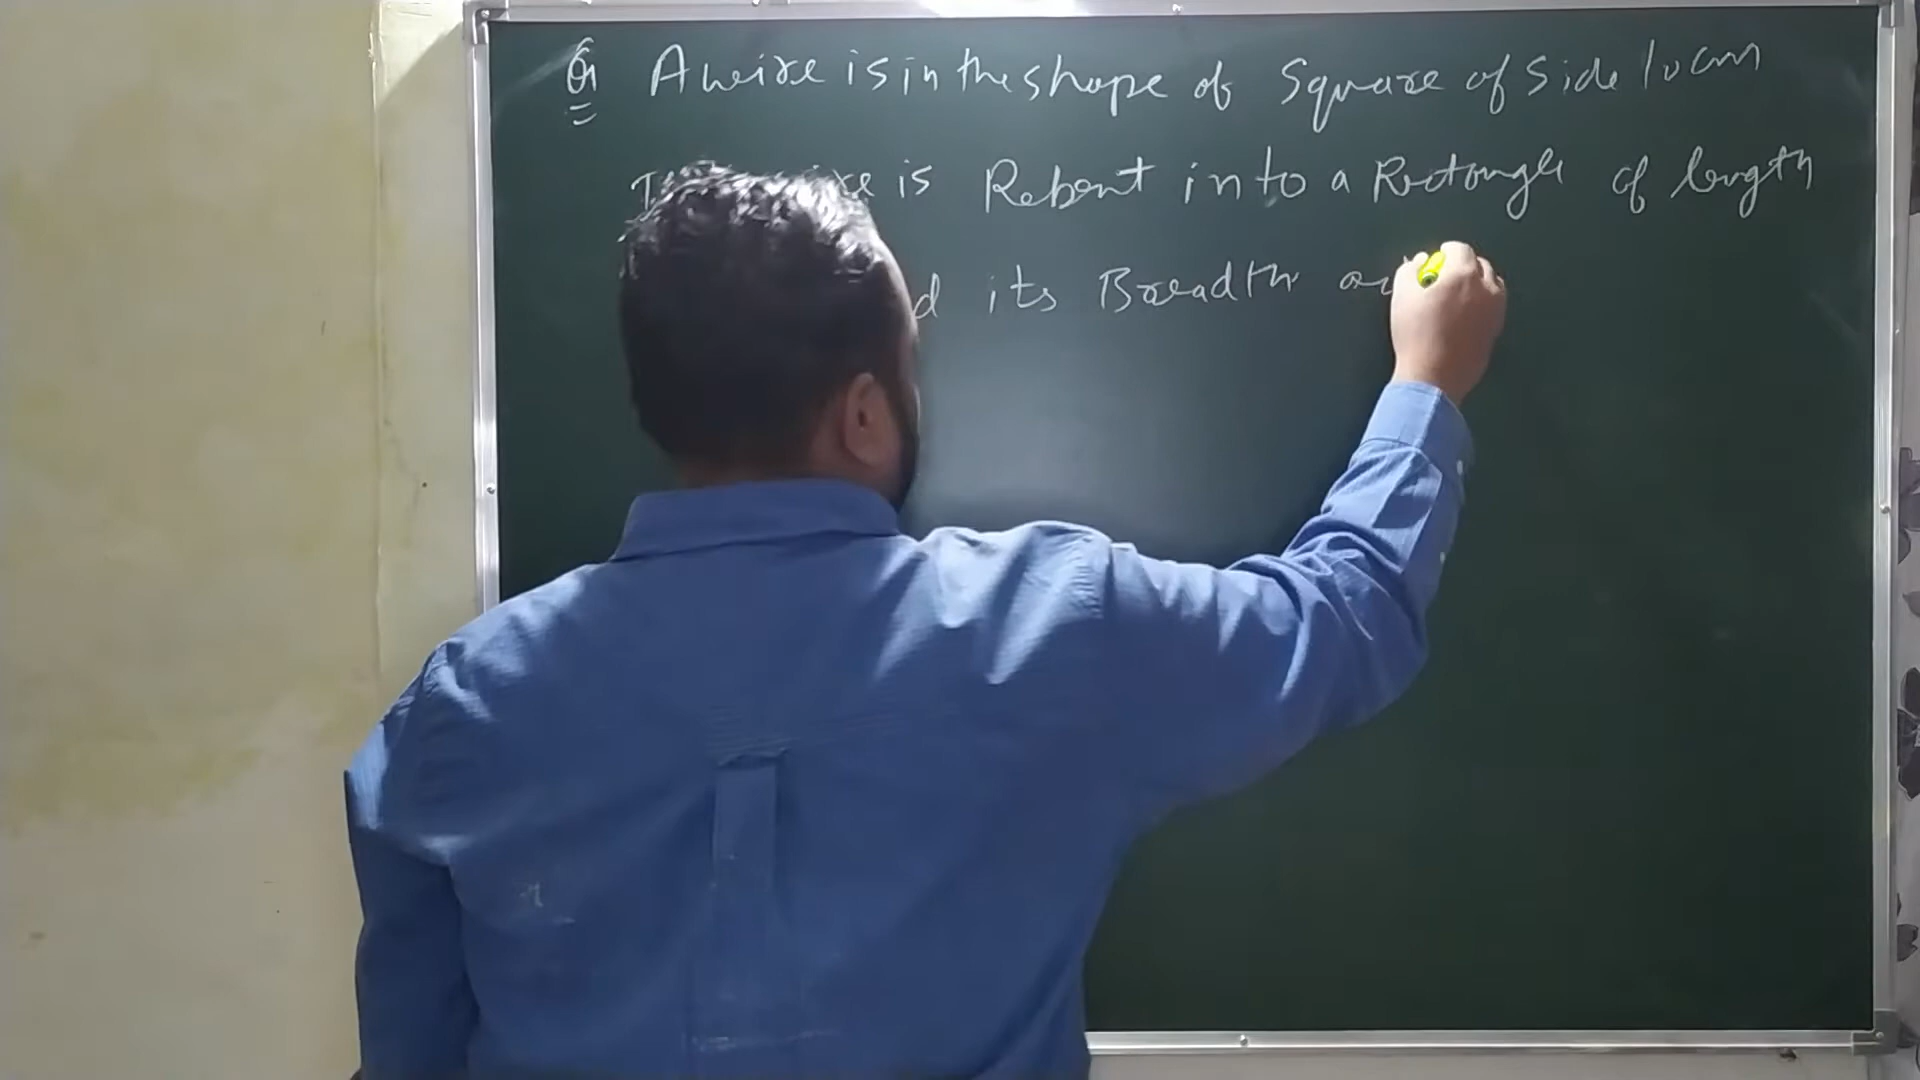 Q1 A wire is in the shape of Square of Side 10cm
is Rebent into a Rectangle of length
its Breadth